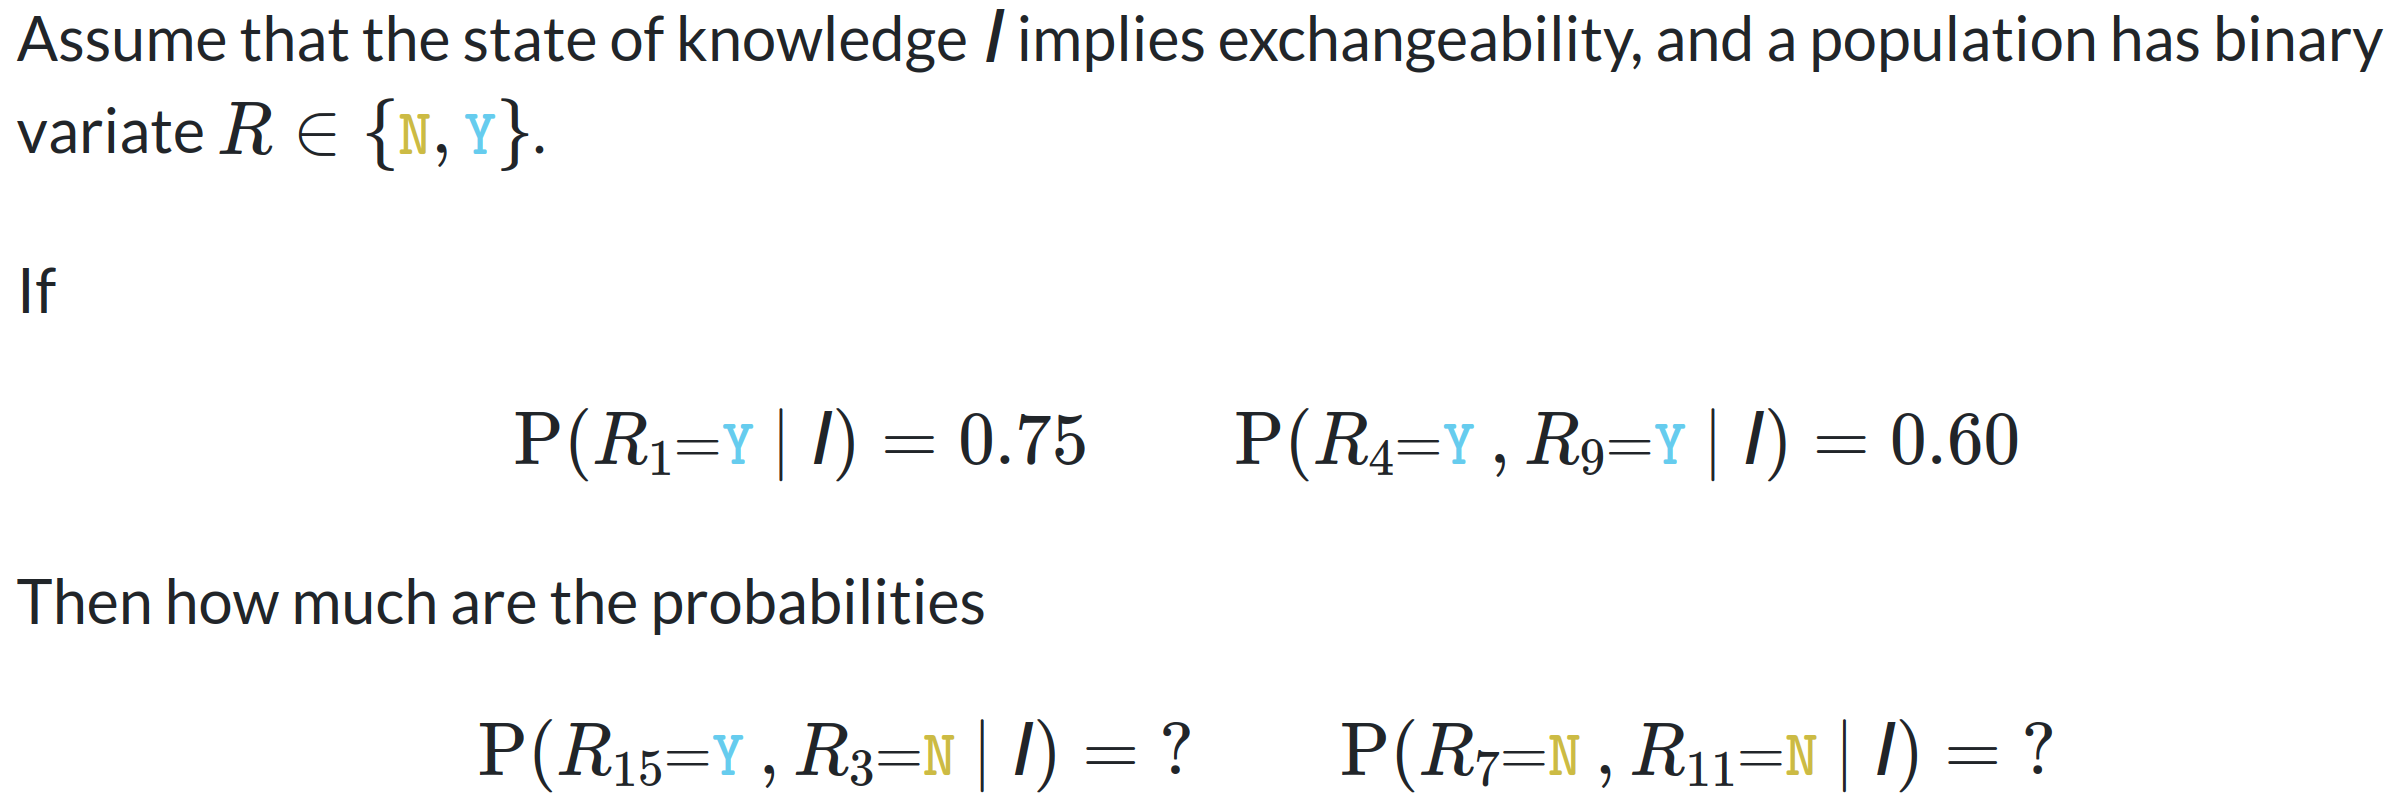 Assume that the state of knowledge I implies exchangeability, and a population has binary
variate R ∈ {N, Y}.
If
P(R₁=Y | I) = 0.75 P(R₄=Y , R₉=Y | I) = 0.60
Then how much are the probabilities
P(R₁₅=Y , R₃=N | I) = ? P(R₇=N , R₁₁=N | I) = ?